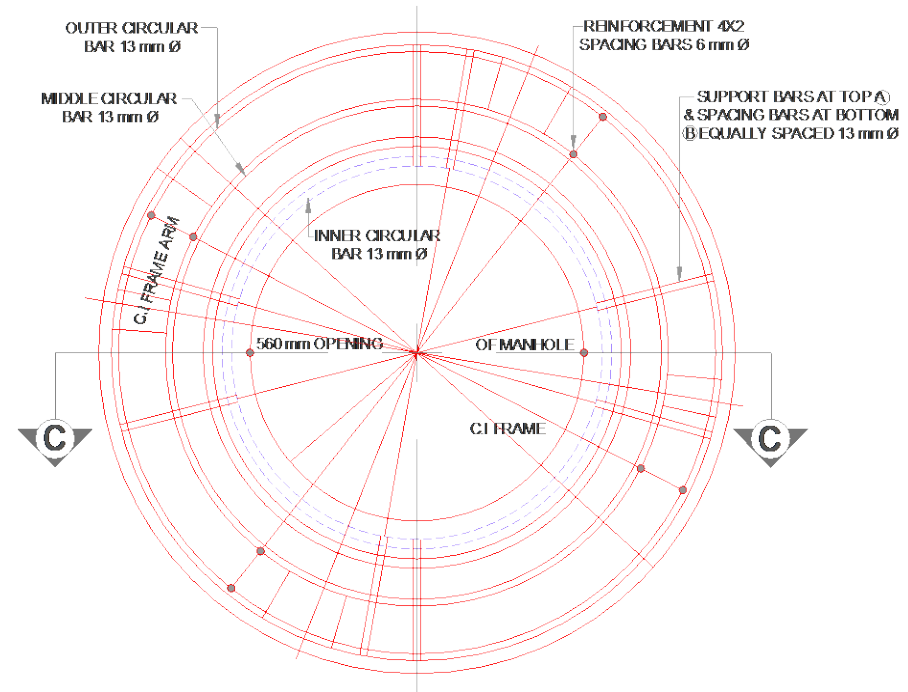 OUTER CIRCULAR
BAR 13 mm Ø
REINFORCEMENT 4X2
SPACING BARS 6 mm Ø
MIDDLE CIRCULAR
BAR 13 mm Ø
SUPPORT BARS AT TOP Ⓐ
& SPACING BARS AT BOTTOM
Ⓑ EQUALLY SPACED 13 mm Ø
INNER CIRCULAR
BAR 13 mm Ø
C.I FRAME ARM
560 mm OPENING OF MANHOLE
C.I FRAME
C
C